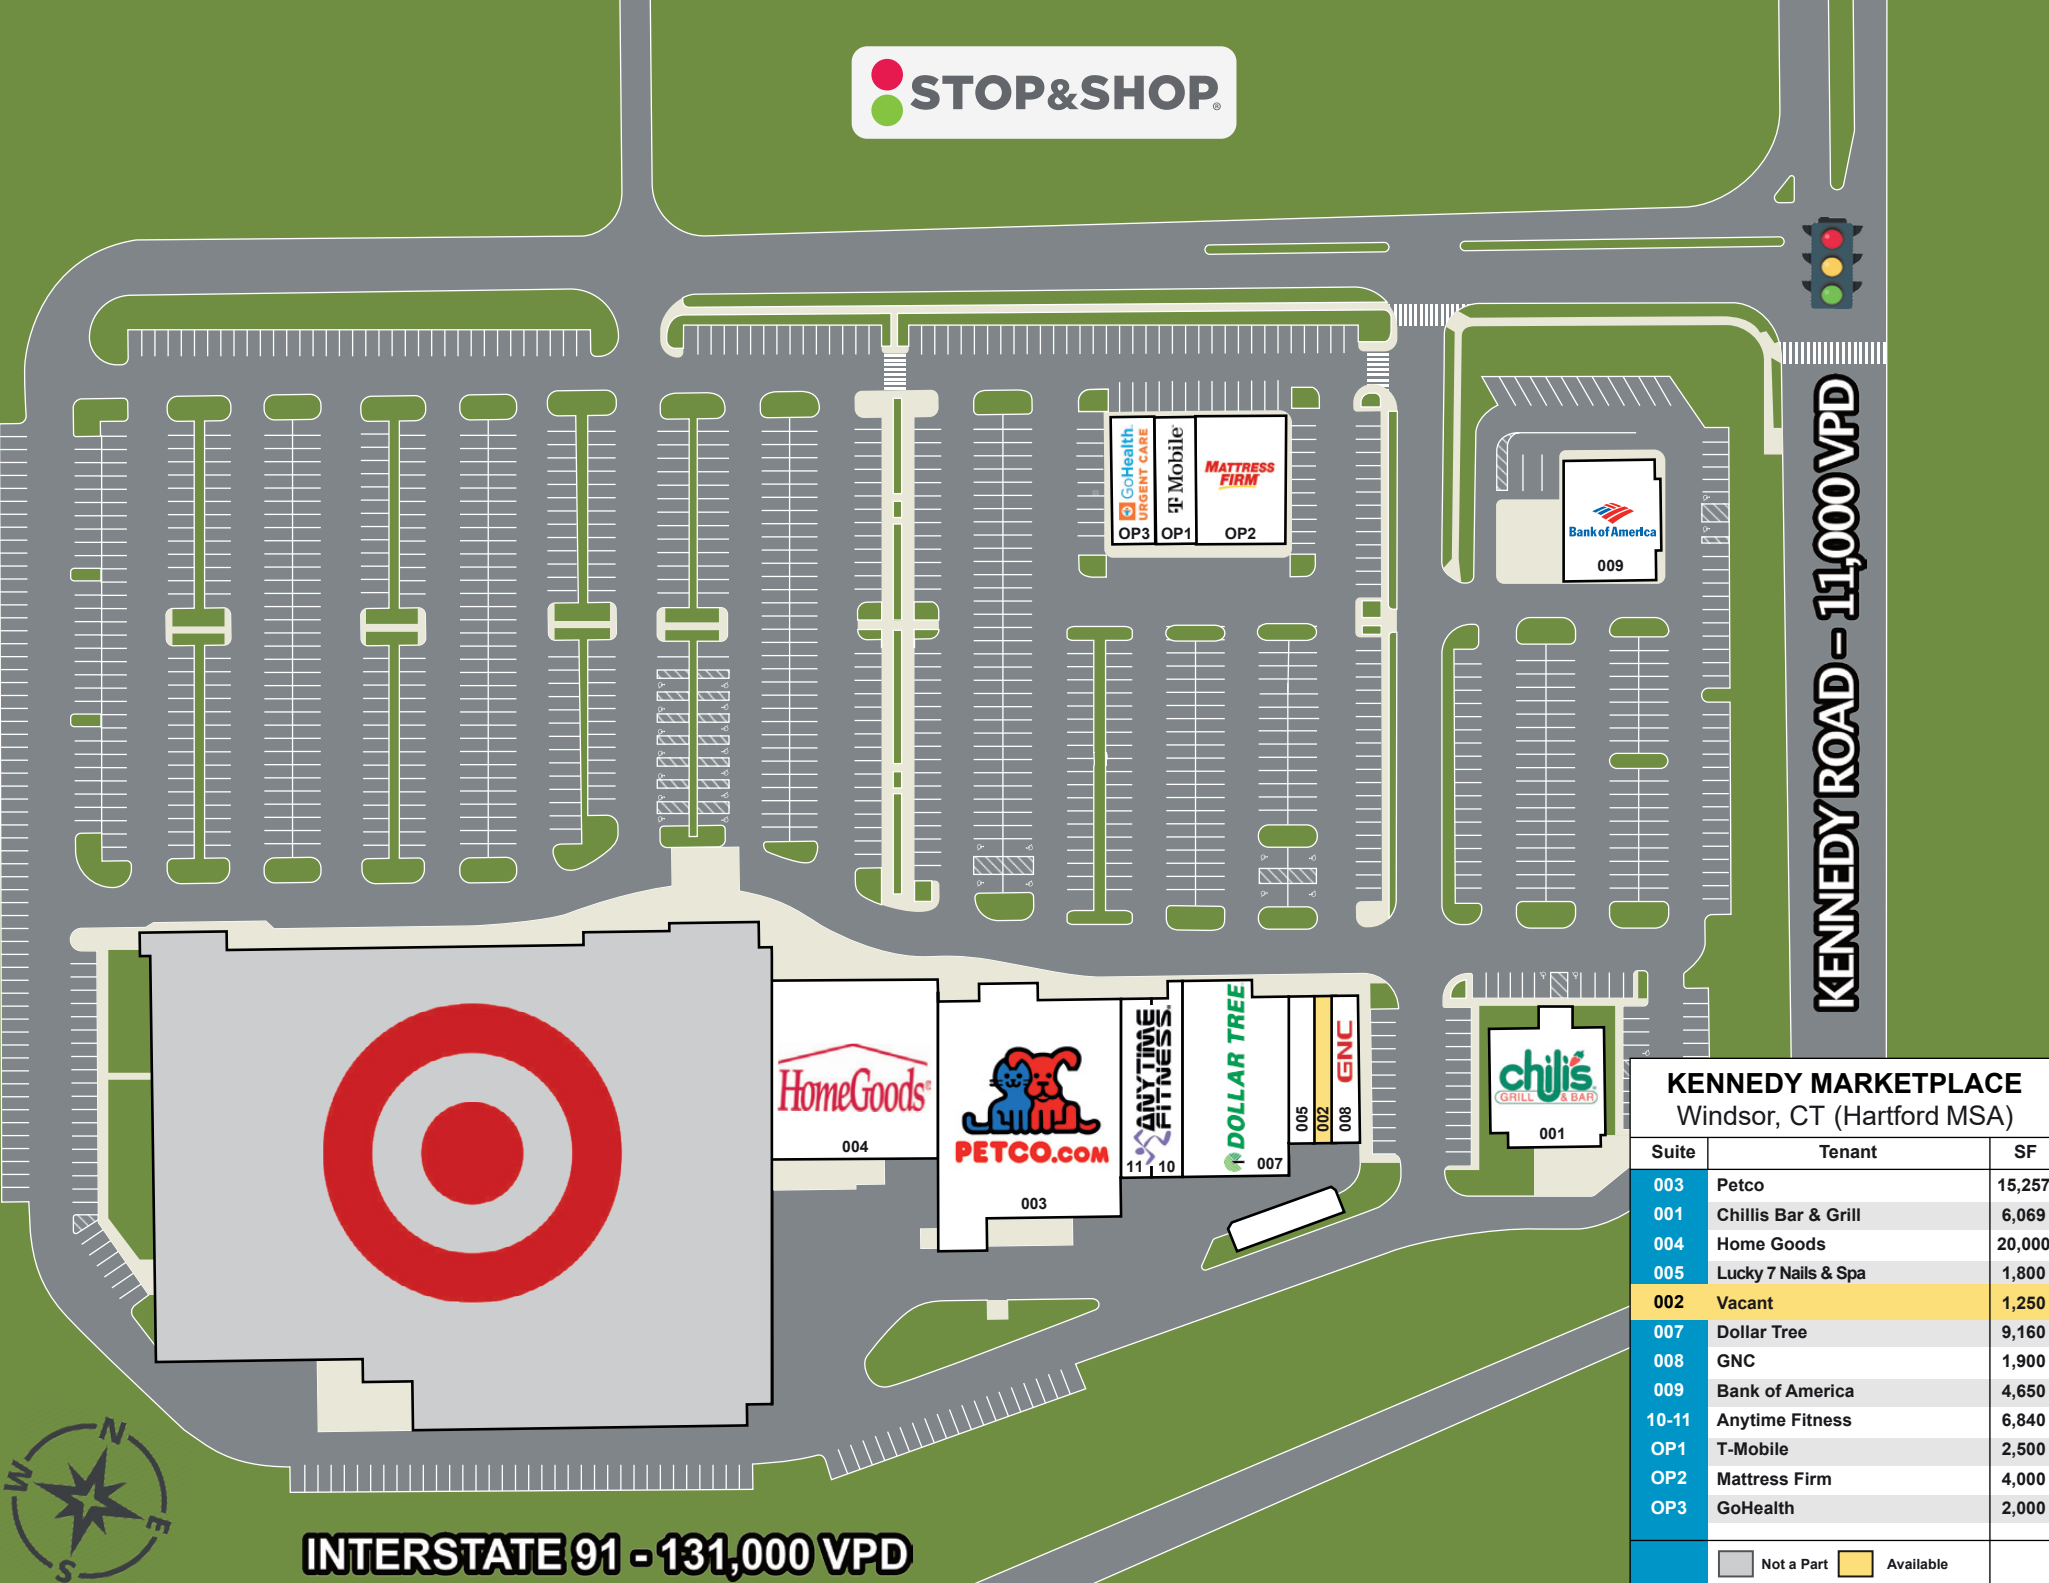 STOP&SHOP®
GoHealth
URGENT CARE
OP3
T Mobile
OP1
MATTRESS
FIRM
OP2
Bank of America
009
KENNEDY ROAD - 11,000 VPD
HomeGoods
004
PETCO.COM
003
ANYTIME
FITNESS
11
10
DOLLAR TREE
007
005
002
GNC
008
chili's
GRILL & BAR
001
KENNEDY MARKETPLACE
Windsor, CT (Hartford MSA)
Suite Tenant SF
003 Petco 15,257
001 Chillis Bar & Grill 6,069
004 Home Goods 20,000
005 Lucky 7 Nails & Spa 1,800
002 Vacant 1,250
007 Dollar Tree 9,160
008 GNC 1,900
009 Bank of America 4,650
10-11 Anytime Fitness 6,840
OP1 T-Mobile 2,500
OP2 Mattress Firm 4,000
OP3 GoHealth 2,000
Not a Part Available
N
W
E
S
INTERSTATE 91 - 131,000 VPD